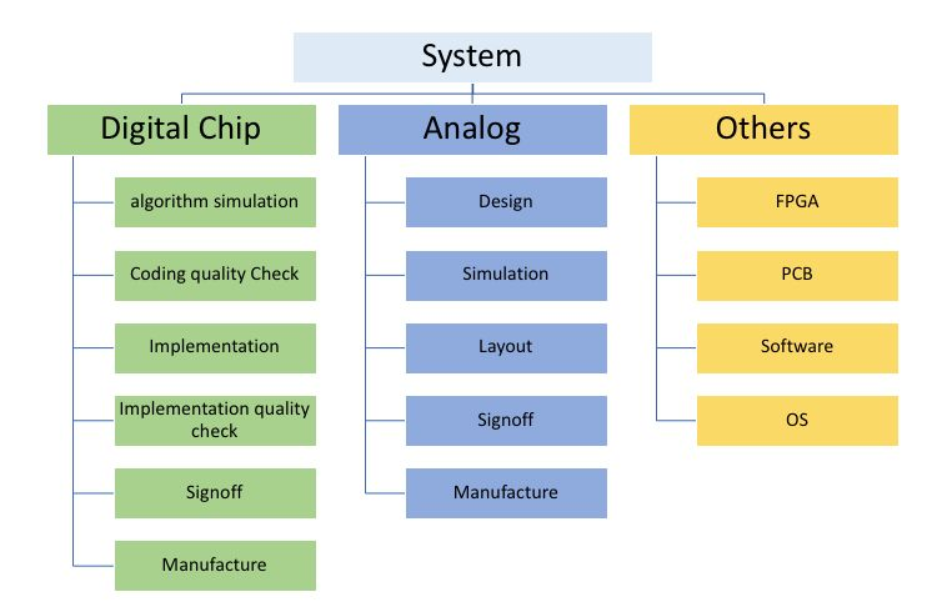 System
Digital Chip
algorithm simulation
Coding quality Check
Implementation
Implementation quality
check
Signoff
Manufacture
Analog
Design
Simulation
Layout
Signoff
Manufacture
Others
FPGA
PCB
Software
OS